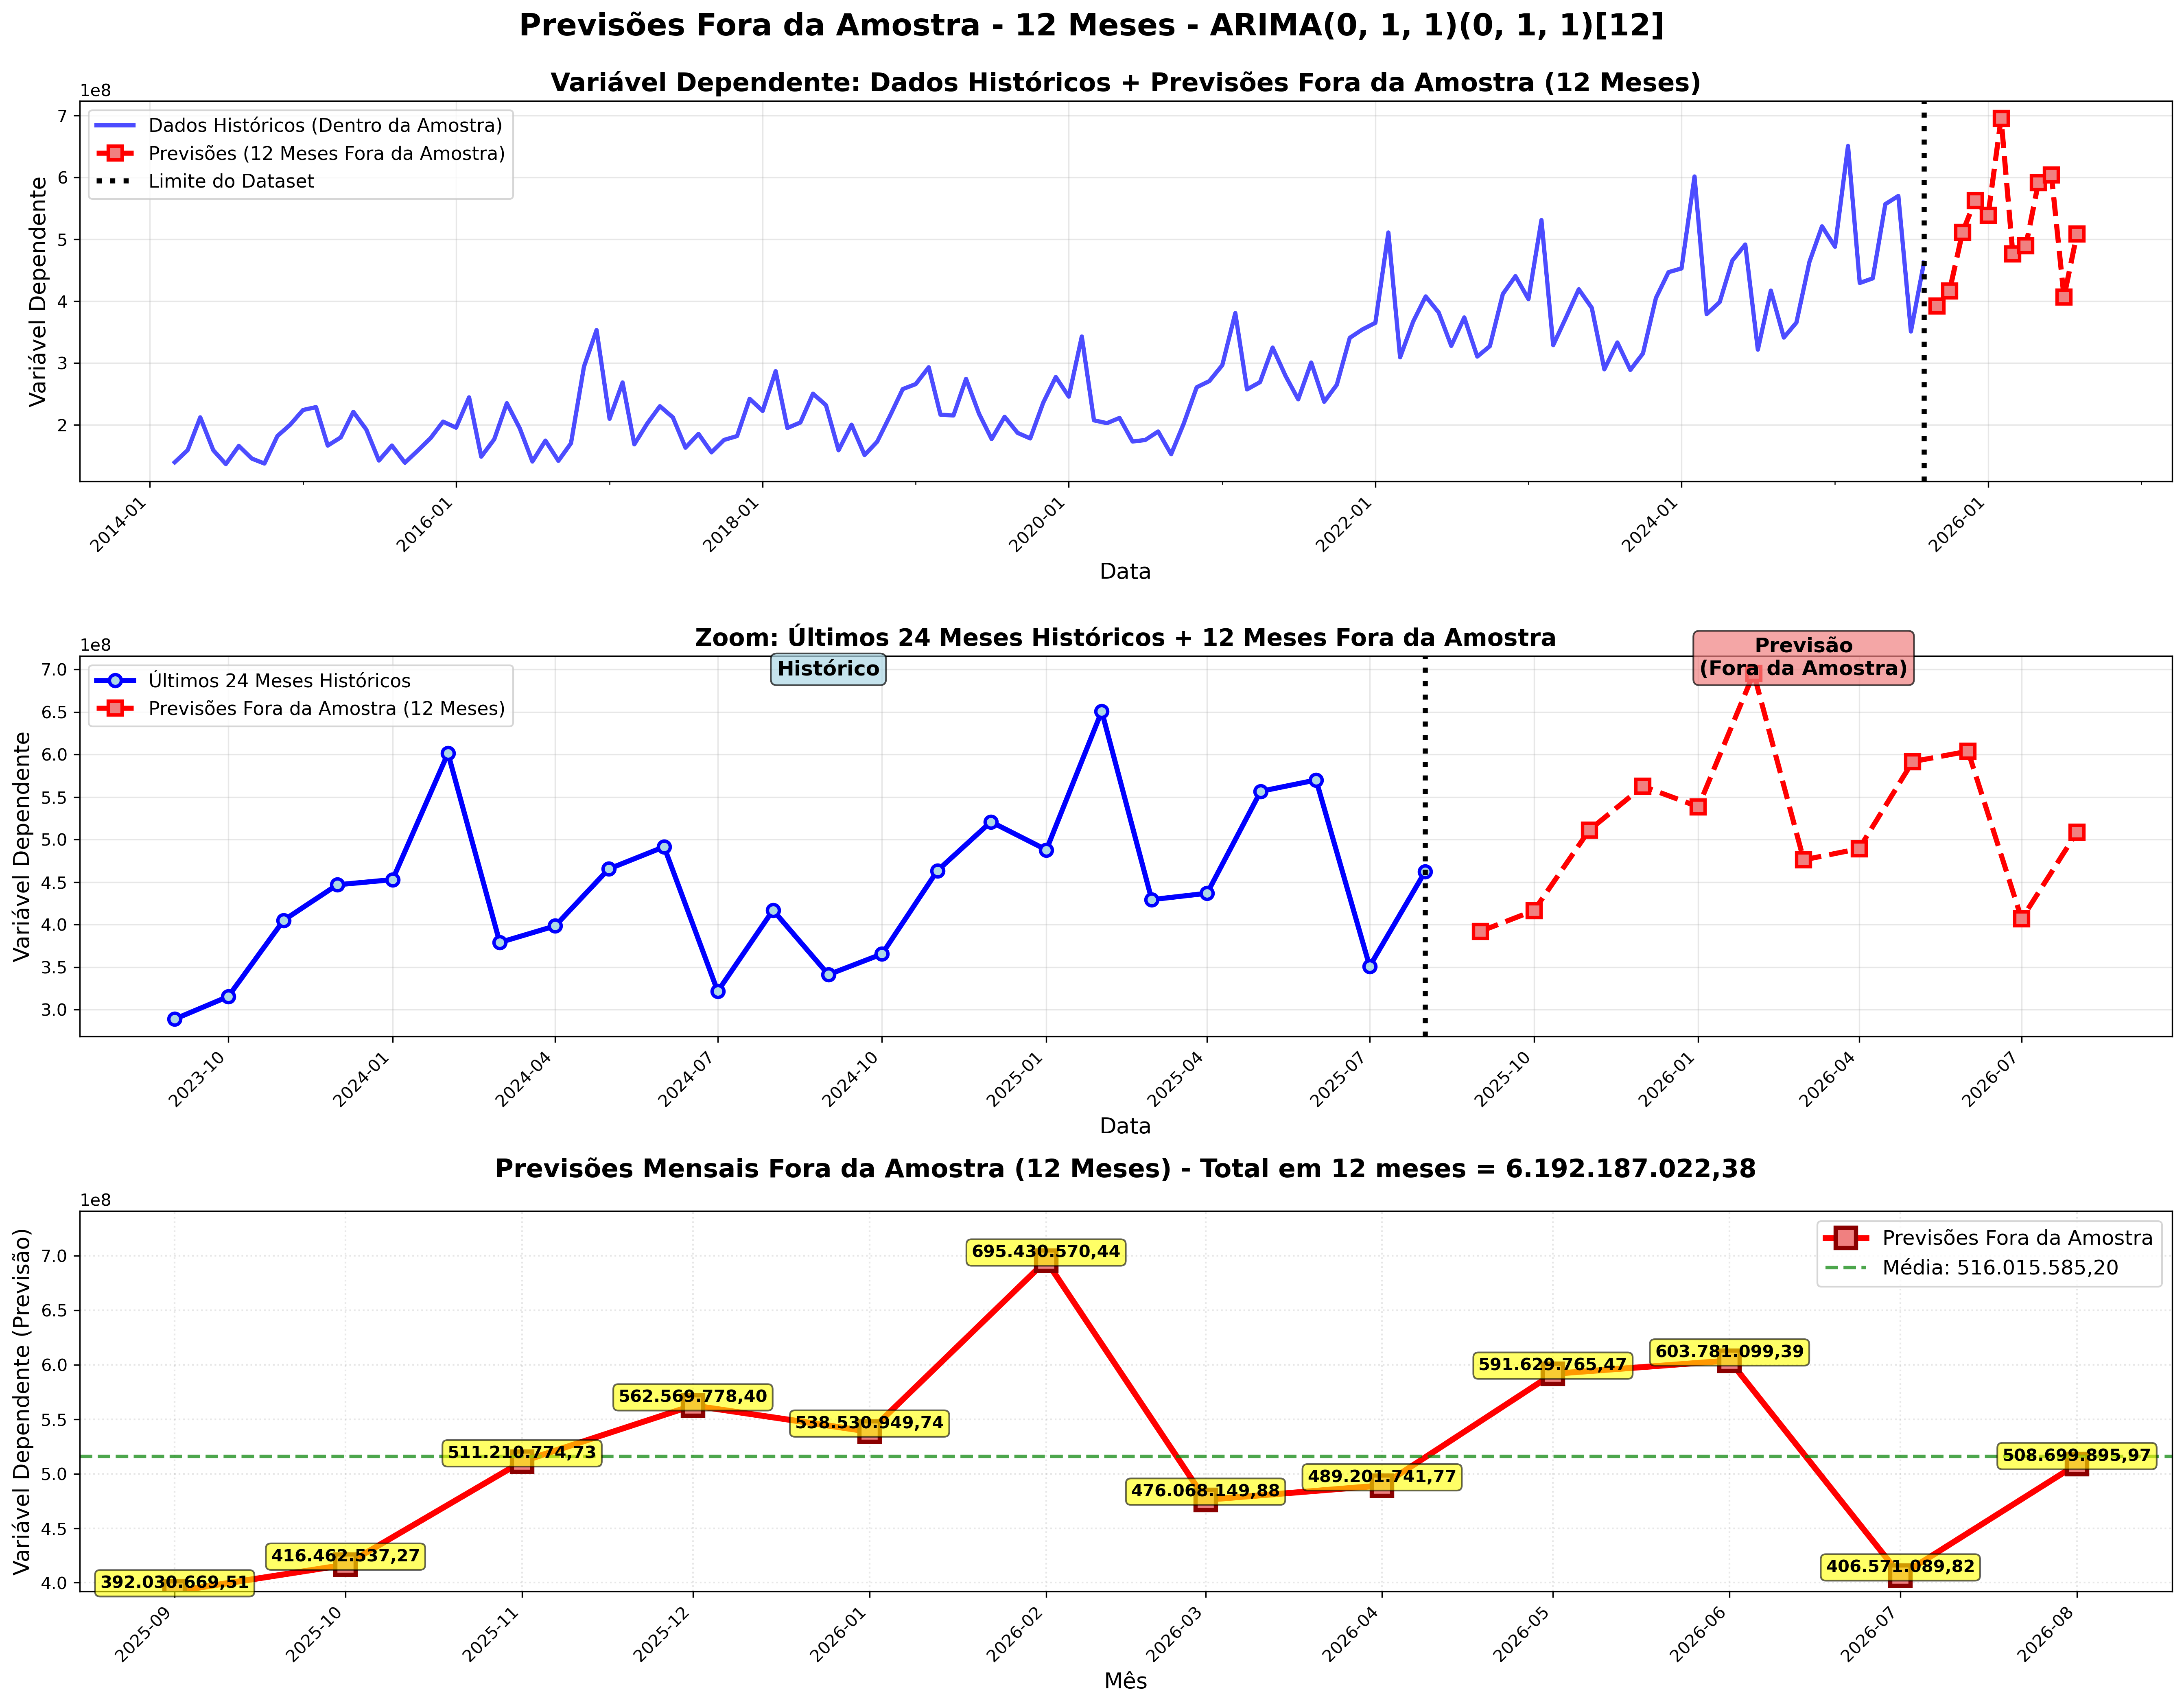 Previsões Fora da Amostra - 12 Meses - ARIMA(0, 1, 1)(0, 1, 1)[12]
Variável Dependente: Dados Históricos + Previsões Fora da Amostra (12 Meses)
1e8
Dados Históricos (Dentro da Amostra)
Previsões (12 Meses Fora da Amostra)
Limite do Dataset
Variável Dependente
7
6
5
4
3
2
2014-01
2016-01
2018-01
2020-01
2022-01
2024-01
2026-01
Data
Zoom: Últimos 24 Meses Históricos + 12 Meses Fora da Amostra
1e8
Últimos 24 Meses Históricos
Previsões Fora da Amostra (12 Meses)
Histórico
Previsão
(Fora da Amostra)
Variável Dependente
7.0
6.5
6.0
5.5
5.0
4.5
4.0
3.5
3.0
2023-10
2024-01
2024-04
2024-07
2024-10
2025-01
2025-04
2025-07
2025-10
2026-01
2026-04
2026-07
Data
Previsões Mensais Fora da Amostra (12 Meses) - Total em 12 meses = 6.192.187.022,38
1e8
Previsões Fora da Amostra
Média: 516.015.585,20
Variável Dependente (Previsão)
7.0
6.5
6.0
5.5
5.0
4.5
4.0
392.030.669,51
416.462.537,27
511.210.774,73
562.569.778,40
538.530.949,74
695.430.570,44
476.068.149,88
489.201.741,77
591.629.765,47
603.781.099,39
406.571.089,82
508.699.895,97
2025-09
2025-10
2025-11
2025-12
2026-01
2026-02
2026-03
2026-04
2026-05
2026-06
2026-07
2026-08
Mês